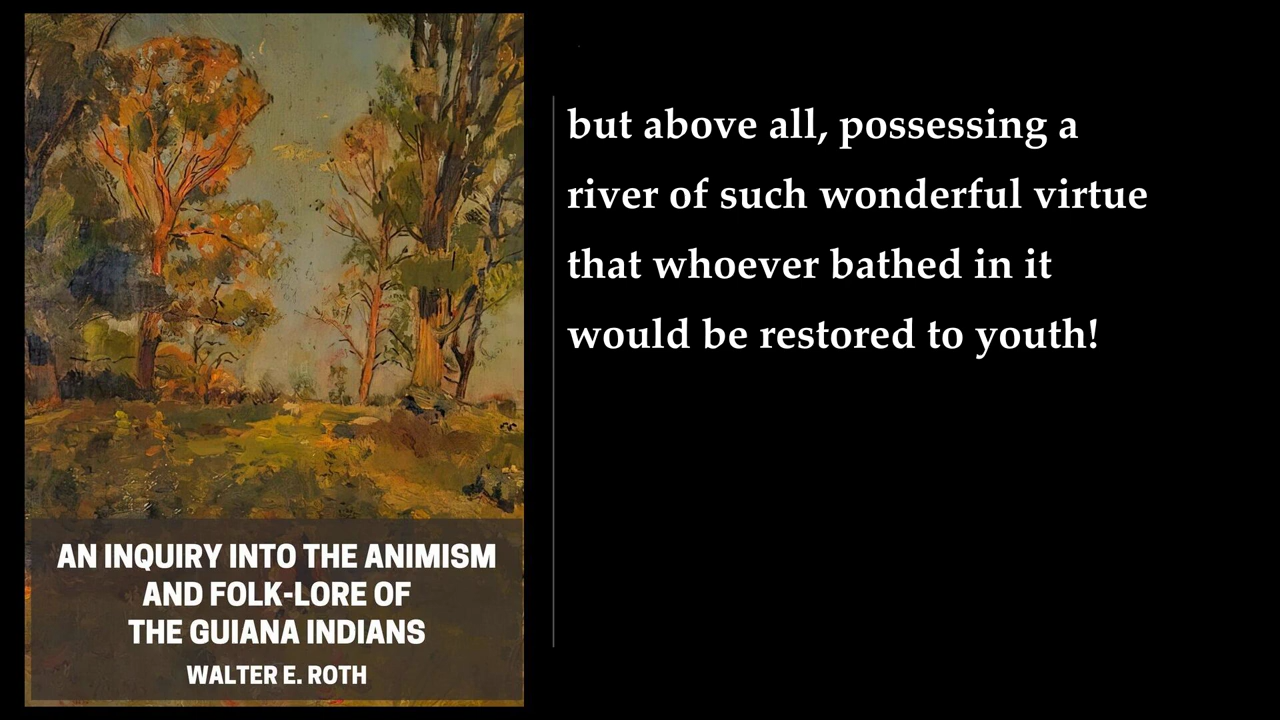 but above all, possessing a
river of such wonderful virtue
that whoever bathed in it
would be restored to youth!
AN INQUIRY INTO THE ANIMISM
AND FOLK-LORE OF
THE GUIANA INDIANS
WALTER E. ROTH